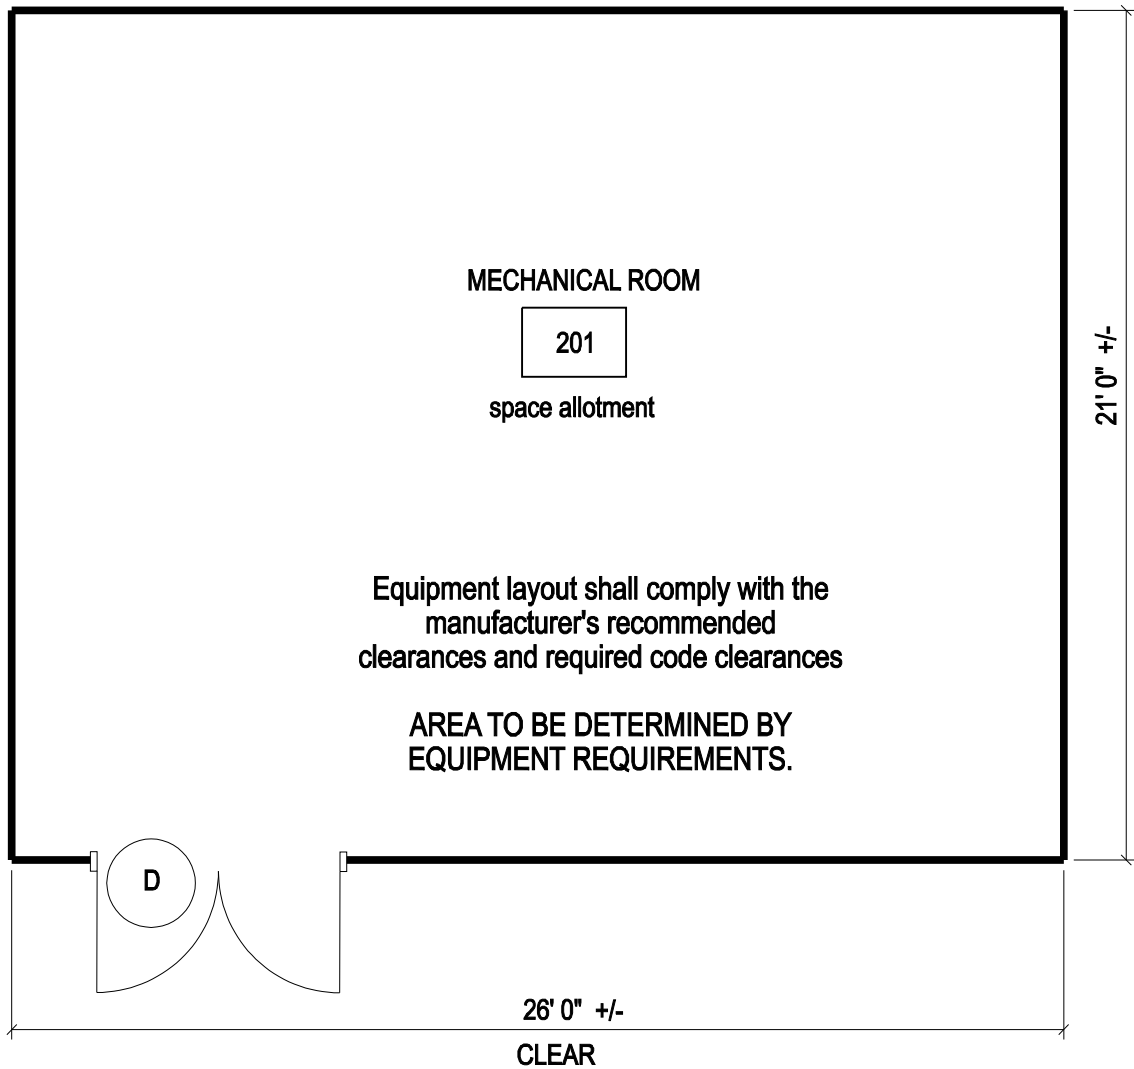 MECHANICAL ROOM
201
space allotment
21' 0" +/-
Equipment layout shall comply with the
manufacturer's recommended
clearances and required code clearances
AREA TO BE DETERMINED BY
EQUIPMENT REQUIREMENTS.
D
26' 0" +/-
CLEAR